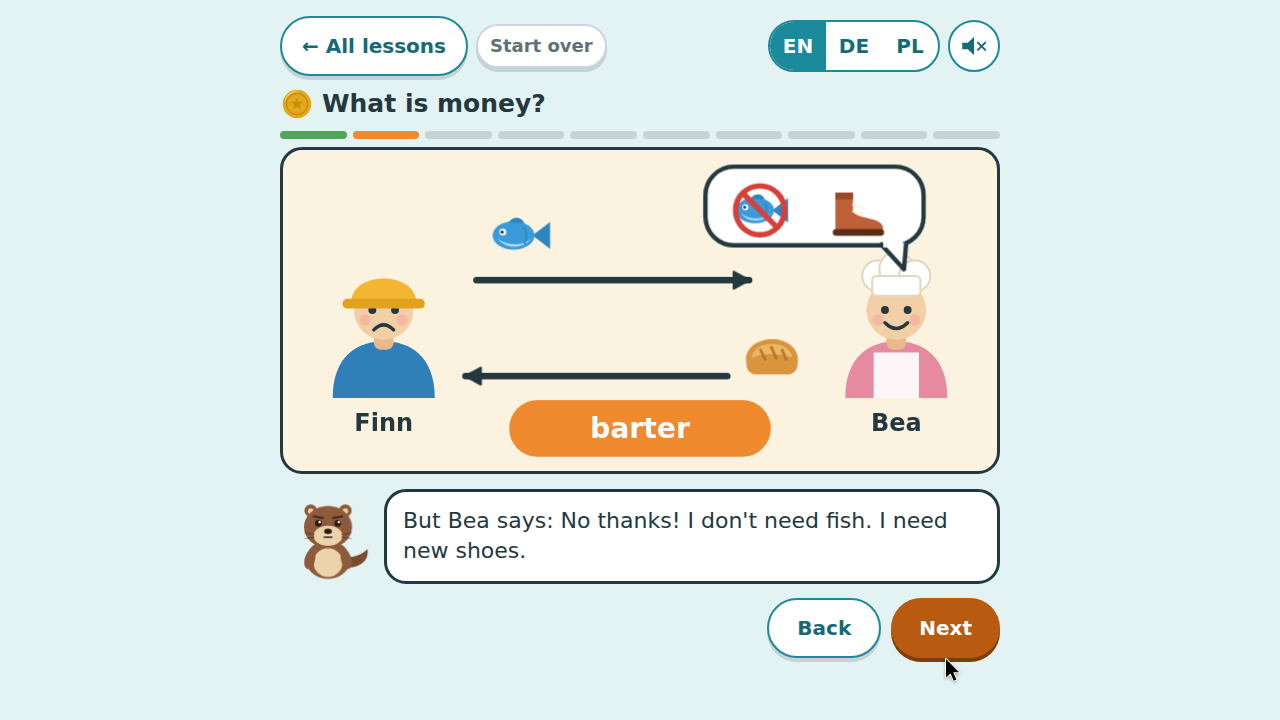 ← All lessons
Start over
EN DE PL
What is money?
Finn
Bea
barter
But Bea says: No thanks! I don't need fish. I need
new shoes.
Back
Next